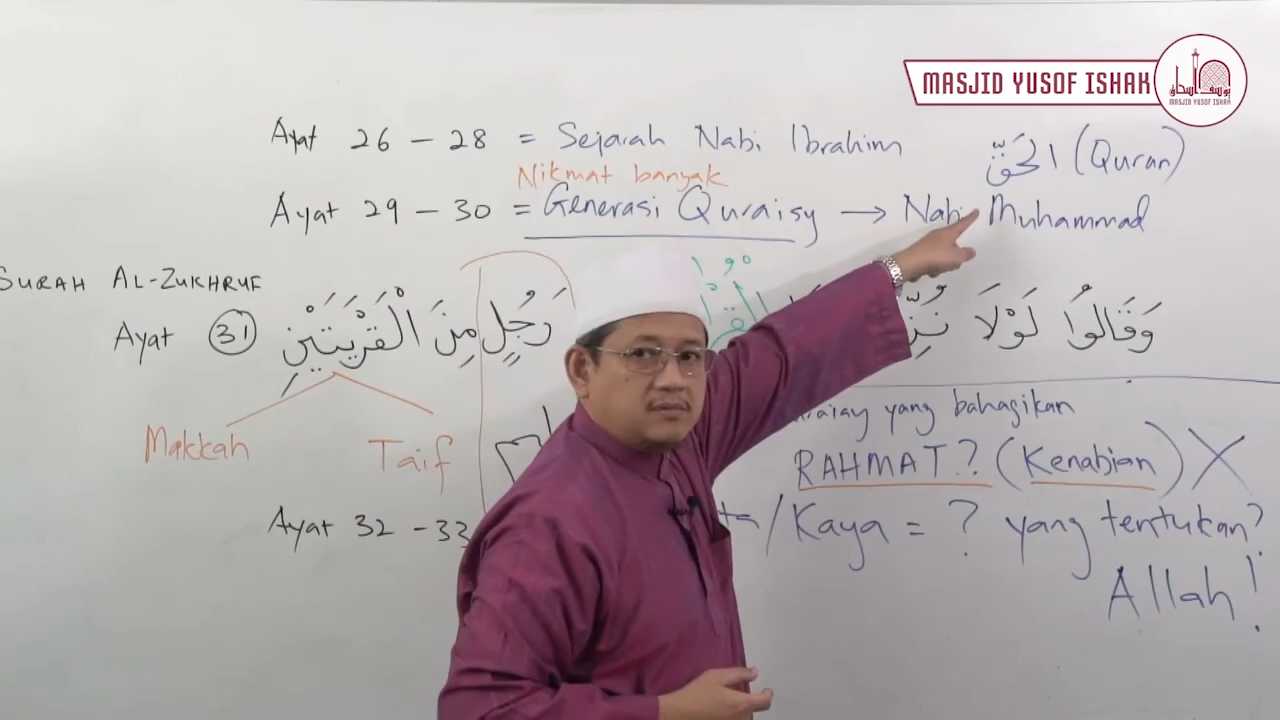 MASJID YUSOF ISHAK
MASJID YUSOF ISHAK
Ayat 26 - 28 = Sejarah Nabi Ibrahim
الحَقّ (Quran)
Nikmat banyak
Ayat 29 - 30 = Generasi Quraisy → Nabi Muhammad
SURAH AL-ZUKHRUF
Ayat 31
وَقَالُوا لَوْلَا نُزِّ
رَجُلٍ مِنَ الْقَرْيَتَيْنِ
Makkah Taif
yang bahagikan
RAHMAT? (Kenabian) X
Ayat 32 - 33
/Kaya = ? yang tentukan?
Allah!